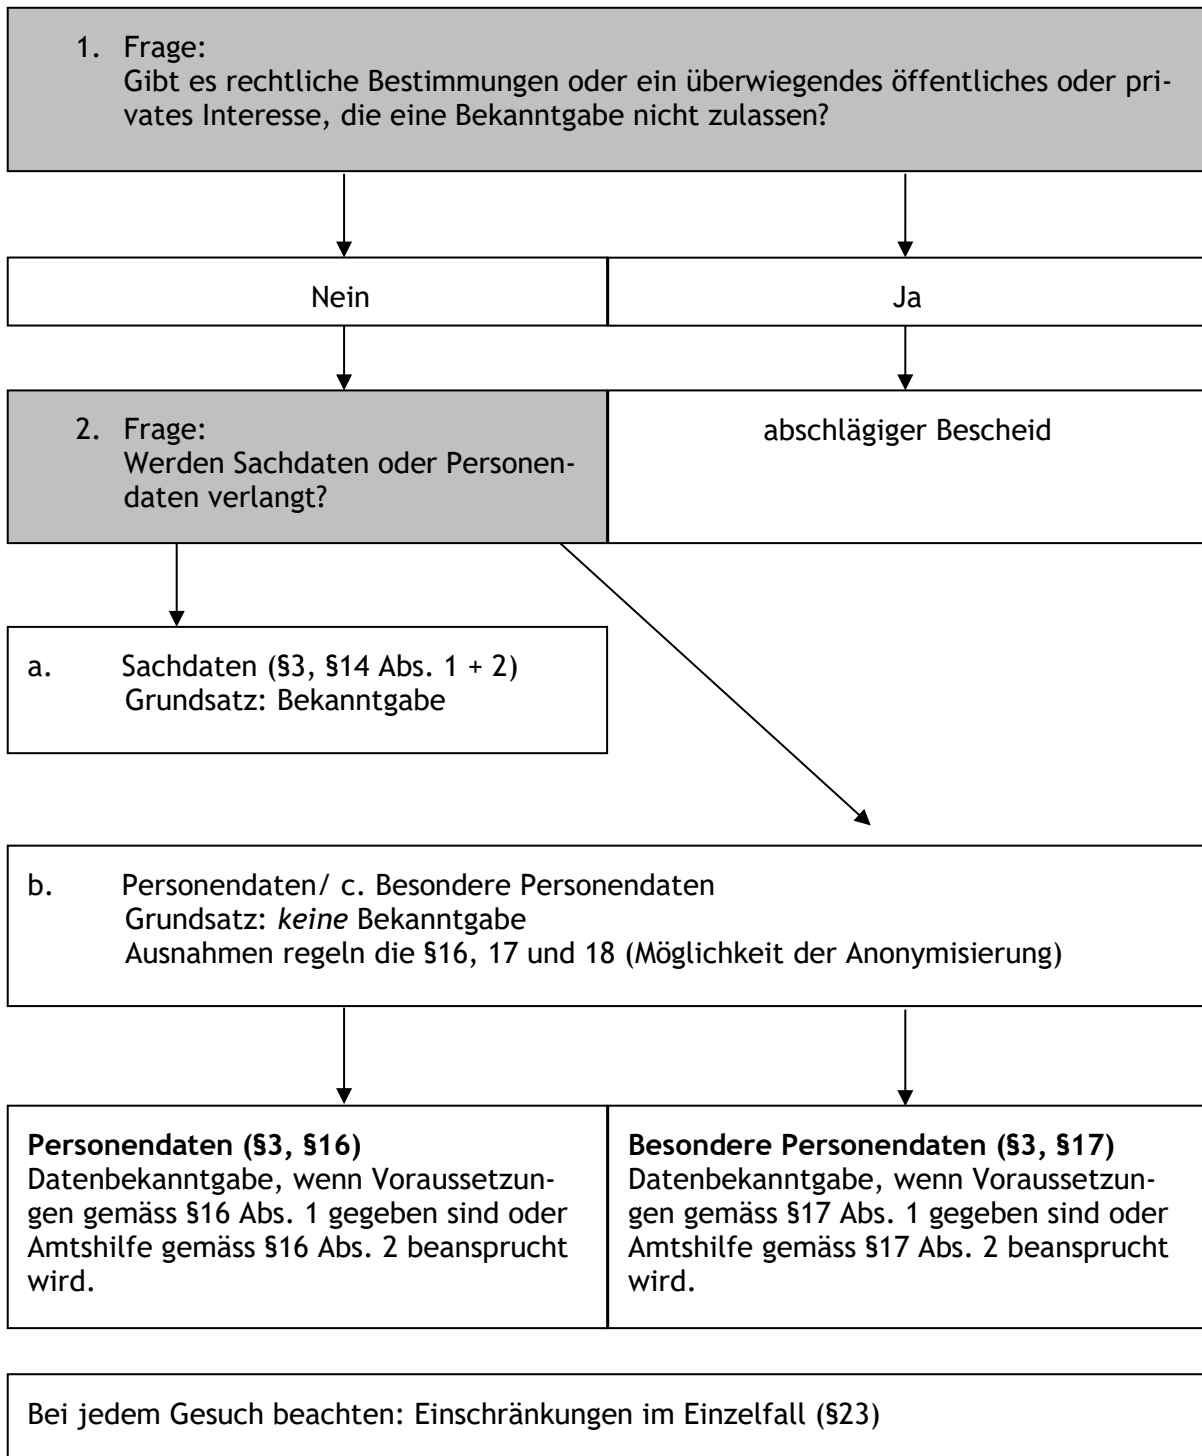 1. Frage:
Gibt es rechtliche Bestimmungen oder ein überwiegendes öffentliches oder pri-
vates Interesse, die eine Bekanntgabe nicht zulassen?
Nein
Ja
2. Frage:
Werden Sachdaten oder Personen-
daten verlangt?
abschlägiger Bescheid
a. Sachdaten (§3, §14 Abs. 1 + 2)
Grundsatz: Bekanntgabe
b. Personendaten/ c. Besondere Personendaten
Grundsatz: keine Bekanntgabe
Ausnahmen regeln die §16, 17 und 18 (Möglichkeit der Anonymisierung)
Personendaten (§3, §16)
Datenbekanntgabe, wenn Voraussetzun-
gen gemäss §16 Abs. 1 gegeben sind oder
Amtshilfe gemäss §16 Abs. 2 beansprucht
wird.
Besondere Personendaten (§3, §17)
Datenbekanntgabe, wenn Voraussetzun-
gen gemäss §17 Abs. 1 gegeben sind oder
Amtshilfe gemäss §17 Abs. 2 beansprucht
wird.
Bei jedem Gesuch beachten: Einschränkungen im Einzelfall (§23)